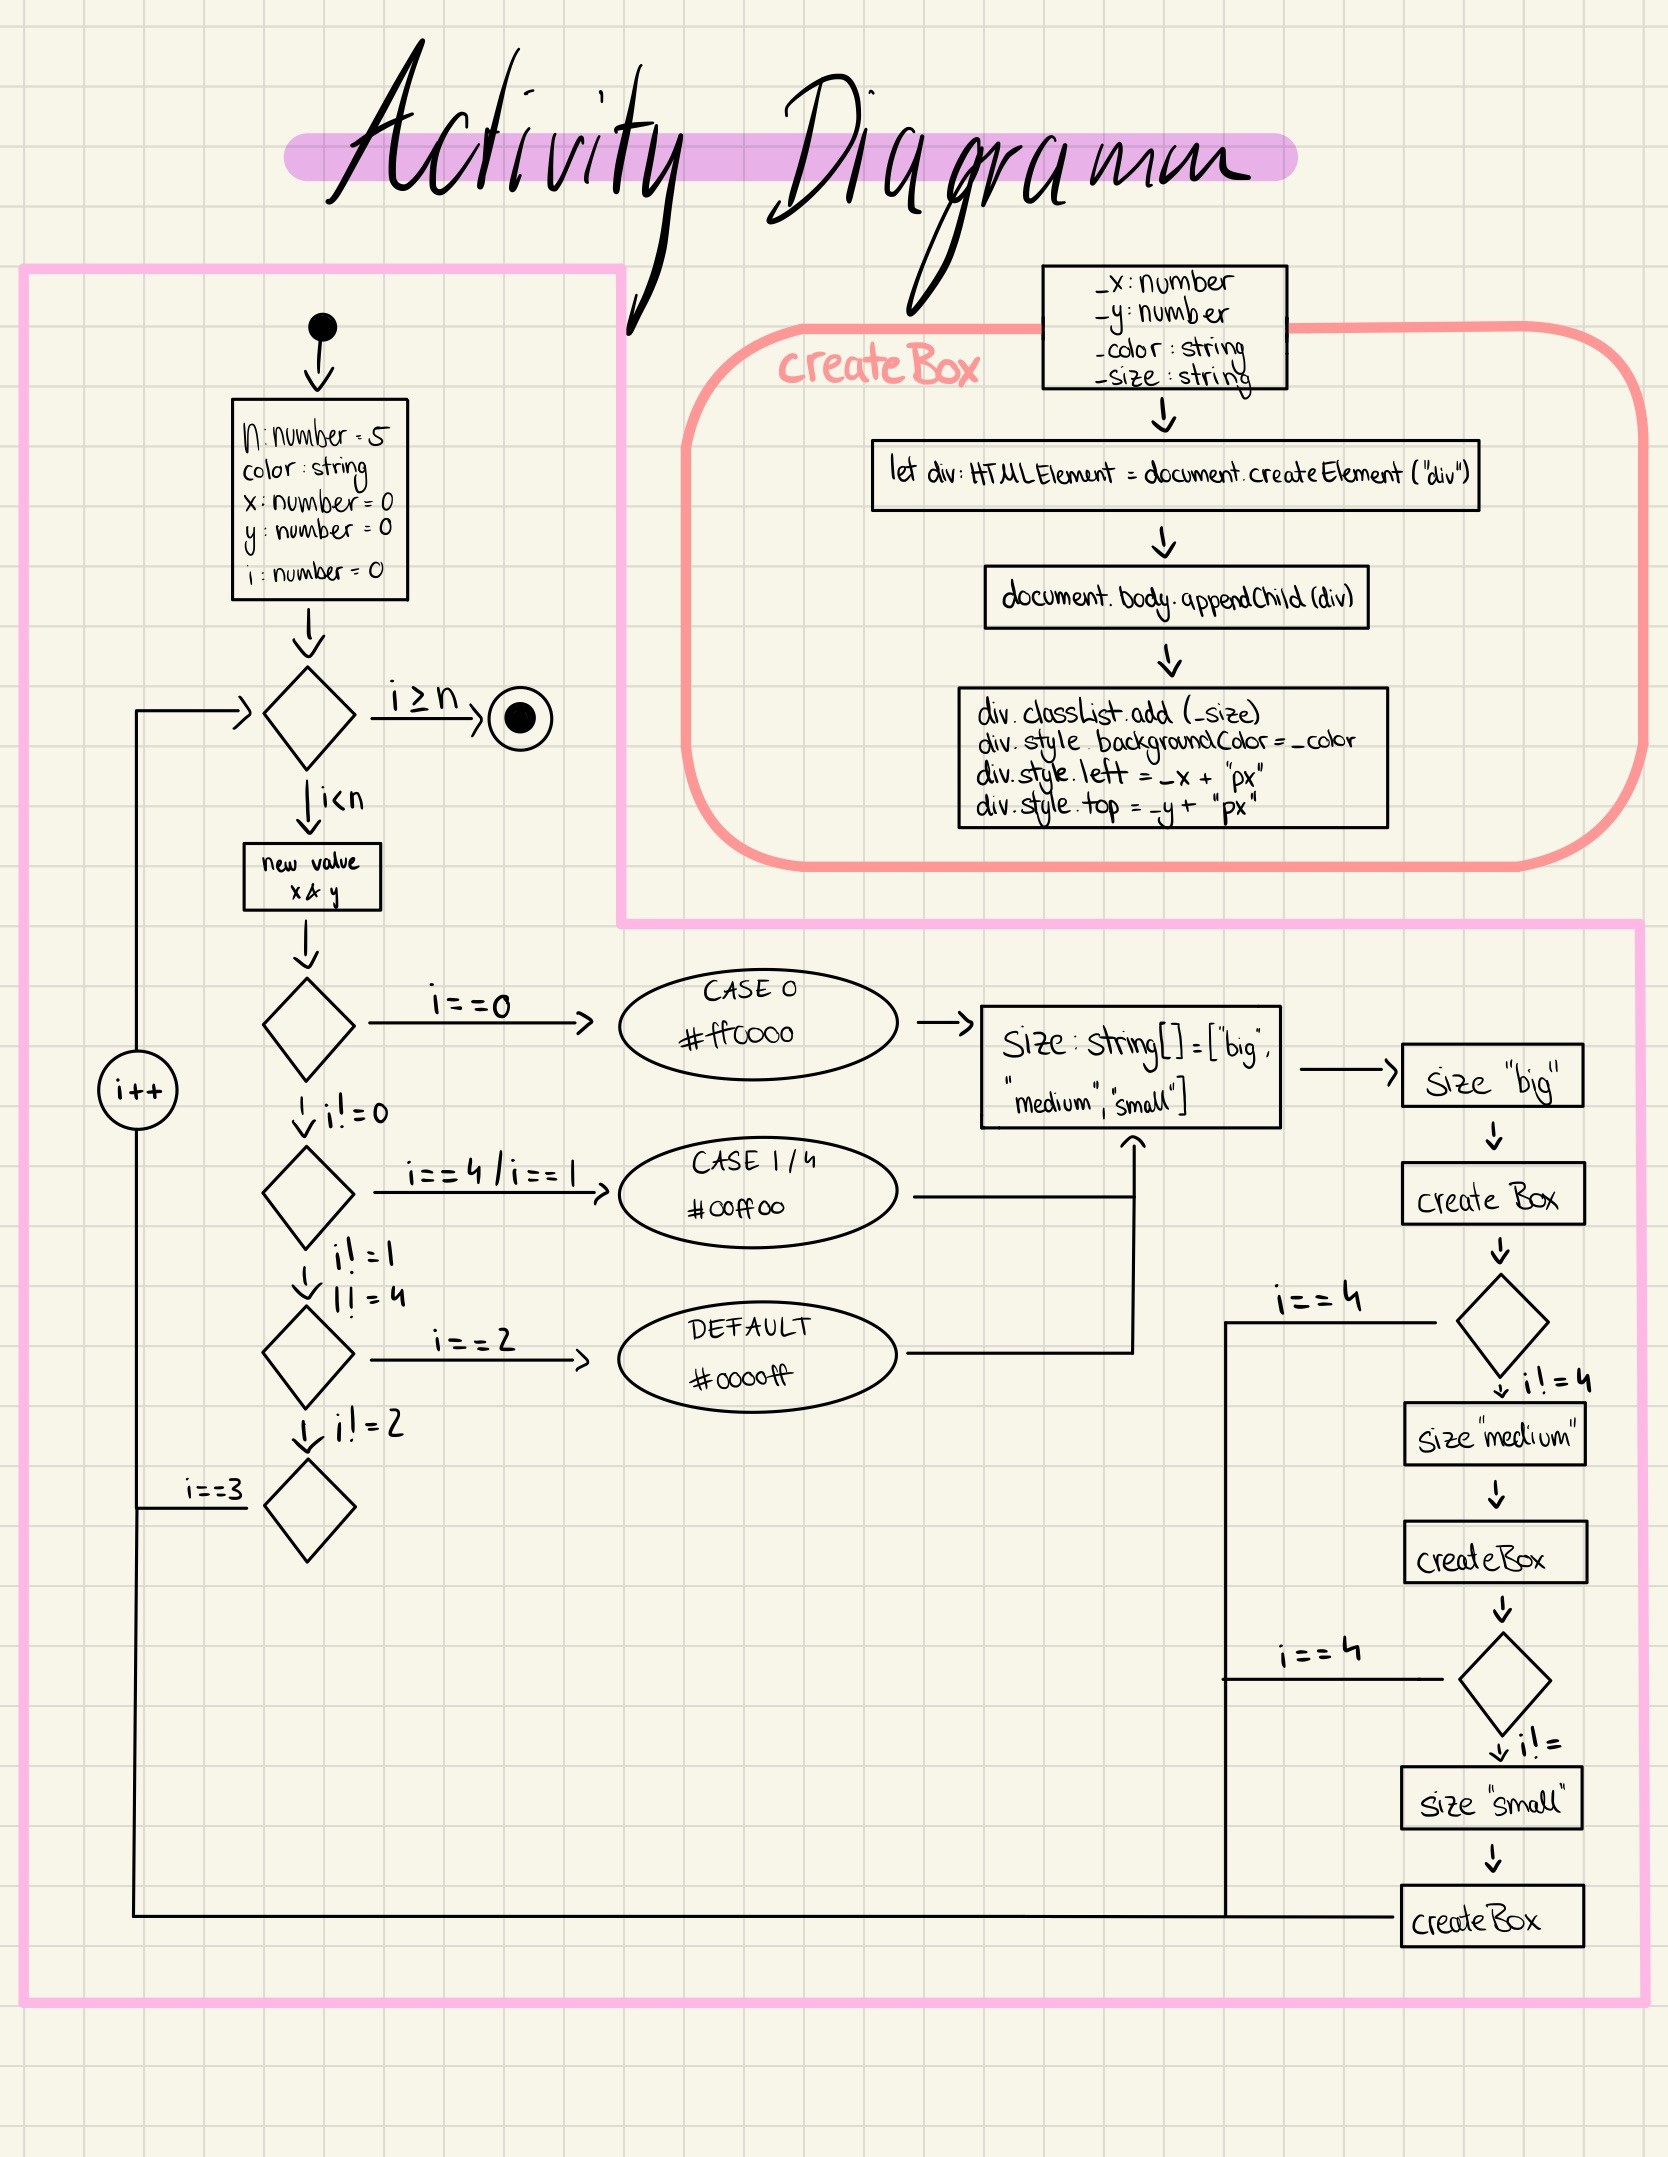 Activity Diagramm
N: number = 5
color: string
x: number = 0
y: number = 0
i: number = 0
i ≥ n
i<n
new value
x & y
i==0
i!=0
i==4 / i==1
i!=1
||!=4
i==2
i!=2
i==3
i++
CASE 0
#ff0000
CASE 1/4
#00ff00
DEFAULT
#0000ff
createBox
_x: number
_y: number
_color: string
_size: string
let div: HTMLElement = document.createElement ("div")
document.body.appendChild (div)
div.classList.add (_size)
div.style.backgroundColor = _color
div.style.left = _x + "px"
div.style.top = _y + "px"
Size: string[] = ["big",
"medium", "small"]
Size "big"
create Box
i==4
i!=4
size "medium"
createBox
i==4
i!=
size "small"
createBox